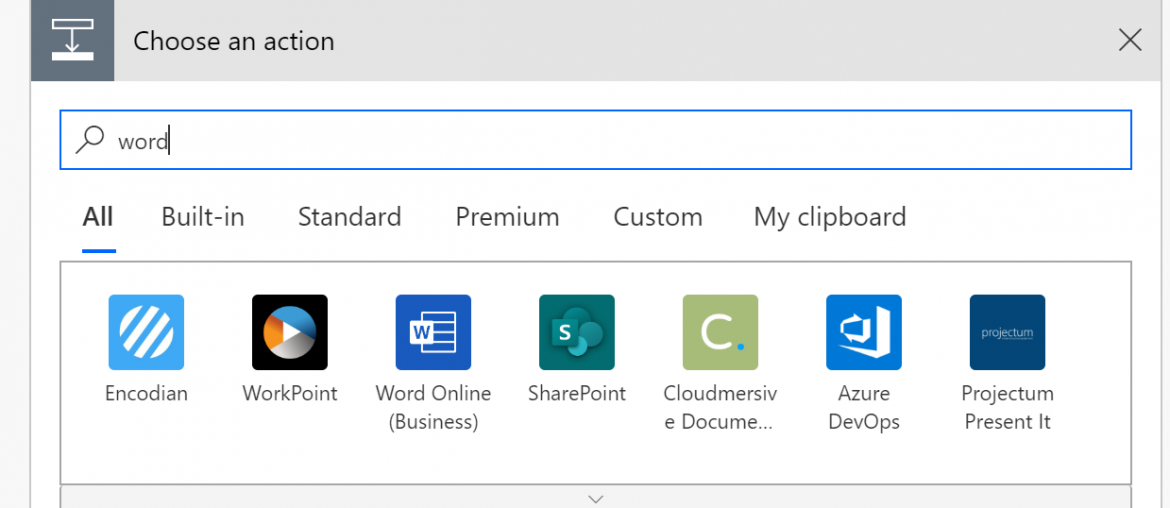 Choose an action
word
All Built-in Standard Premium Custom My clipboard
W S C. projectum
Encodian WorkPoint Word Online SharePoint Cloudmersiv Azure Projectum
(Business) e Docume... DevOps Present It